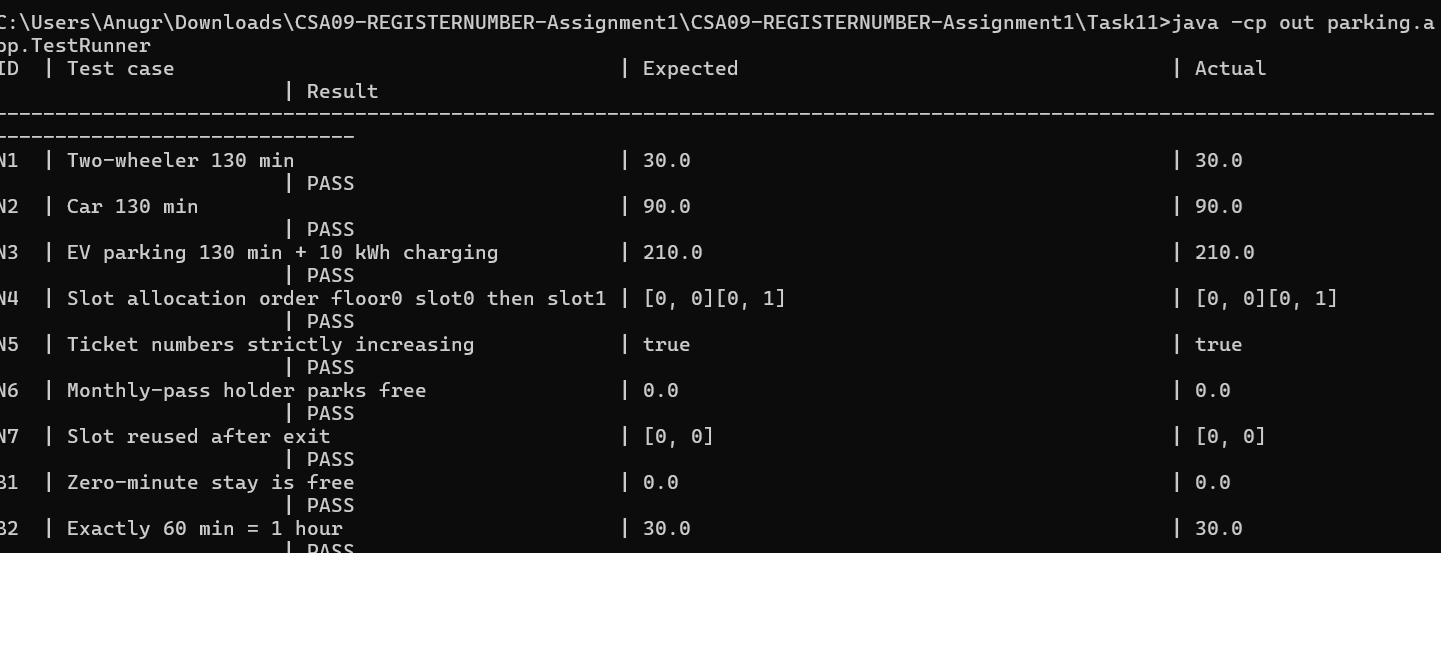 C:\Users\Anugr\Downloads\CSA09-REGISTERNUMBER-Assignment1\CSA09-REGISTERNUMBER-Assignment1\Task11>java -cp out parking.a
pp.TestRunner
ID | Test case | Expected | Actual
| Result
------------------------------------------------------------------------------------------------------------------------
------------------------------
N1 | Two-wheeler 130 min | 30.0 | 30.0
| PASS
N2 | Car 130 min | 90.0 | 90.0
| PASS
N3 | EV parking 130 min + 10 kWh charging | 210.0 | 210.0
| PASS
N4 | Slot allocation order floor0 slot0 then slot1 | [0, 0][0, 1] | [0, 0][0, 1]
| PASS
N5 | Ticket numbers strictly increasing | true | true
| PASS
N6 | Monthly-pass holder parks free | 0.0 | 0.0
| PASS
N7 | Slot reused after exit | [0, 0] | [0, 0]
| PASS
B1 | Zero-minute stay is free | 0.0 | 0.0
| PASS
B2 | Exactly 60 min = 1 hour | 30.0 | 30.0
| PASS